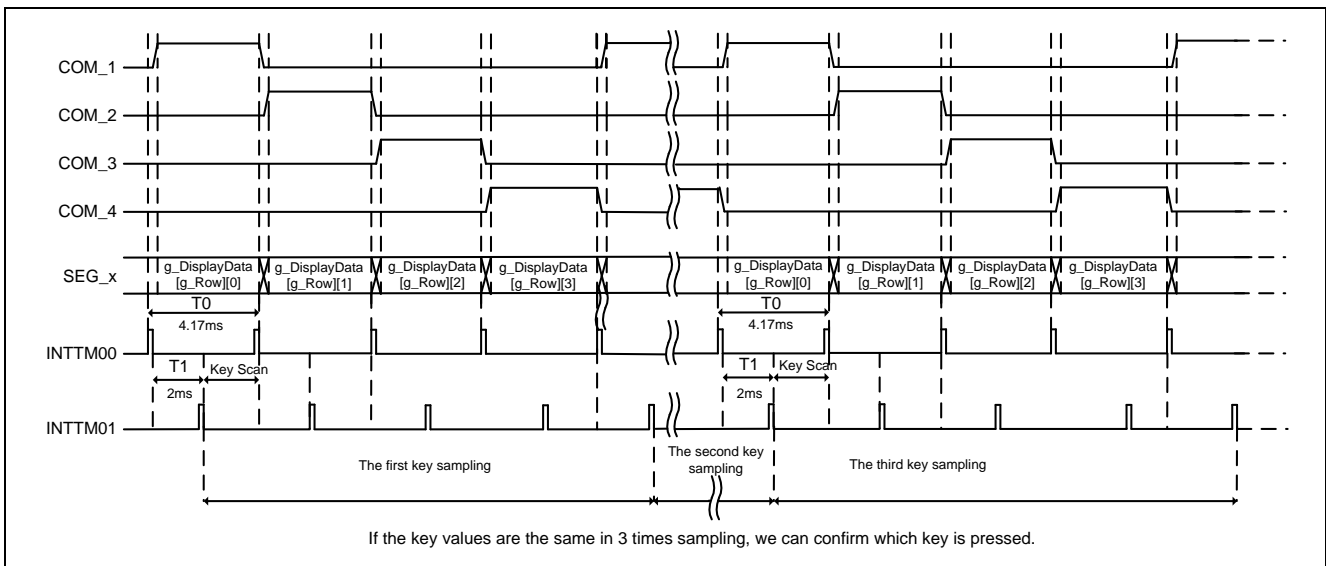 COM_1
COM_2
COM_3
COM_4
SEG_x
g_DisplayData
[g_Row][0]
g_DisplayData
[g_Row][1]
g_DisplayData
[g_Row][2]
g_DisplayData
[g_Row][3]
g_DisplayData
[g_Row][0]
g_DisplayData
[g_Row][1]
g_DisplayData
[g_Row][2]
g_DisplayData
[g_Row][3]
T0
4.17ms
T0
4.17ms
INTTM00
T1
Key Scan
2ms
T1
Key Scan
2ms
INTTM01
The first key sampling
The second key
sampling
The third key sampling
If the key values are the same in 3 times sampling, we can confirm which key is pressed.